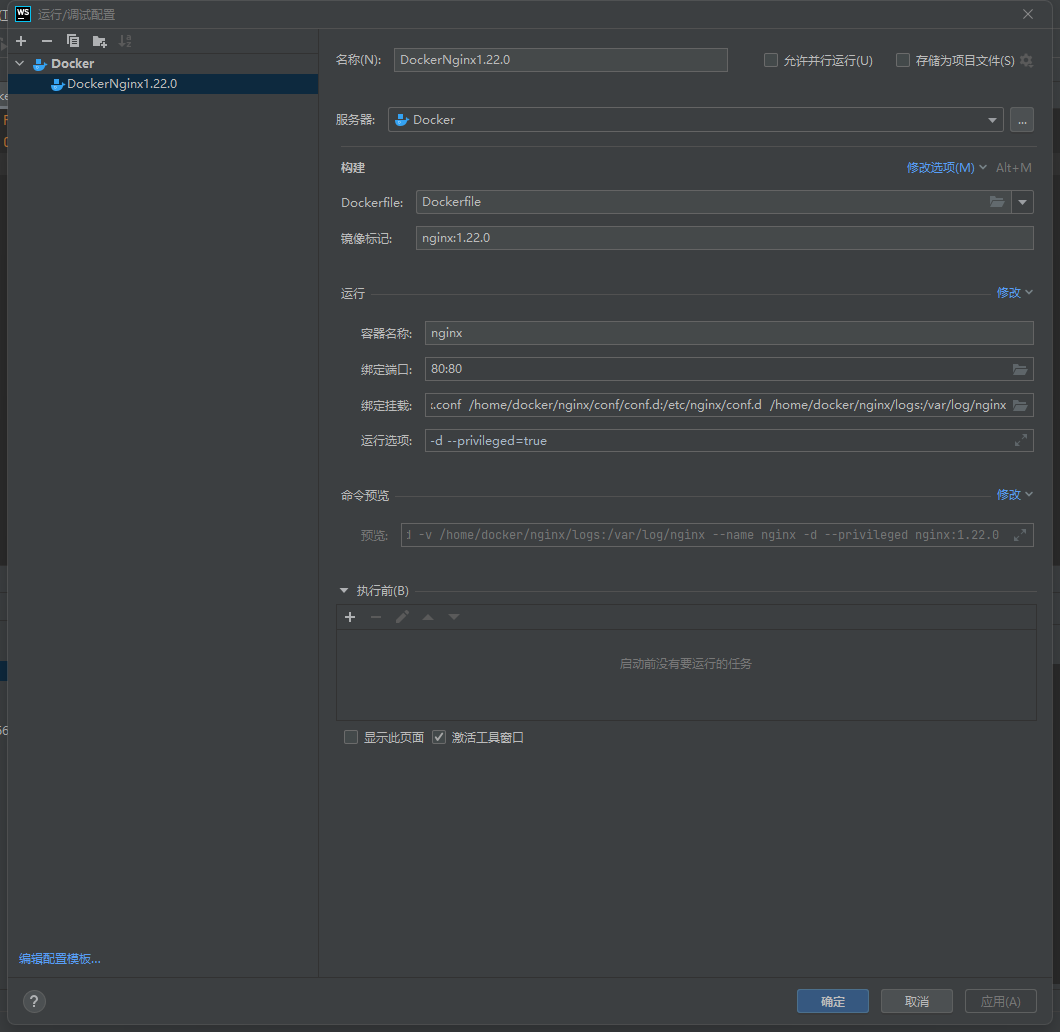 WS 运行/调试配置
Docker
DockerNginx1.22.0
编辑配置模板...
名称(N): DockerNginx1.22.0 允许并行运行(U) 存储为项目文件(S)
服务器: Docker ...
构建 修改选项(M) Alt+M
Dockerfile: Dockerfile
镜像标记: nginx:1.22.0
运行 修改
容器名称: nginx
绑定端口: 80:80
绑定挂载: :.conf /home/docker/nginx/conf/conf.d:/etc/nginx/conf.d /home/docker/nginx/logs:/var/log/nginx
运行选项: -d --privileged=true
命令预览 修改
预览: -v /home/docker/nginx/logs:/var/log/nginx --name nginx -d --privileged nginx:1.22.0
执行前(B)
启动前没有要运行的任务
显示此页面 激活工具窗口
? 确定 取消 应用(A)